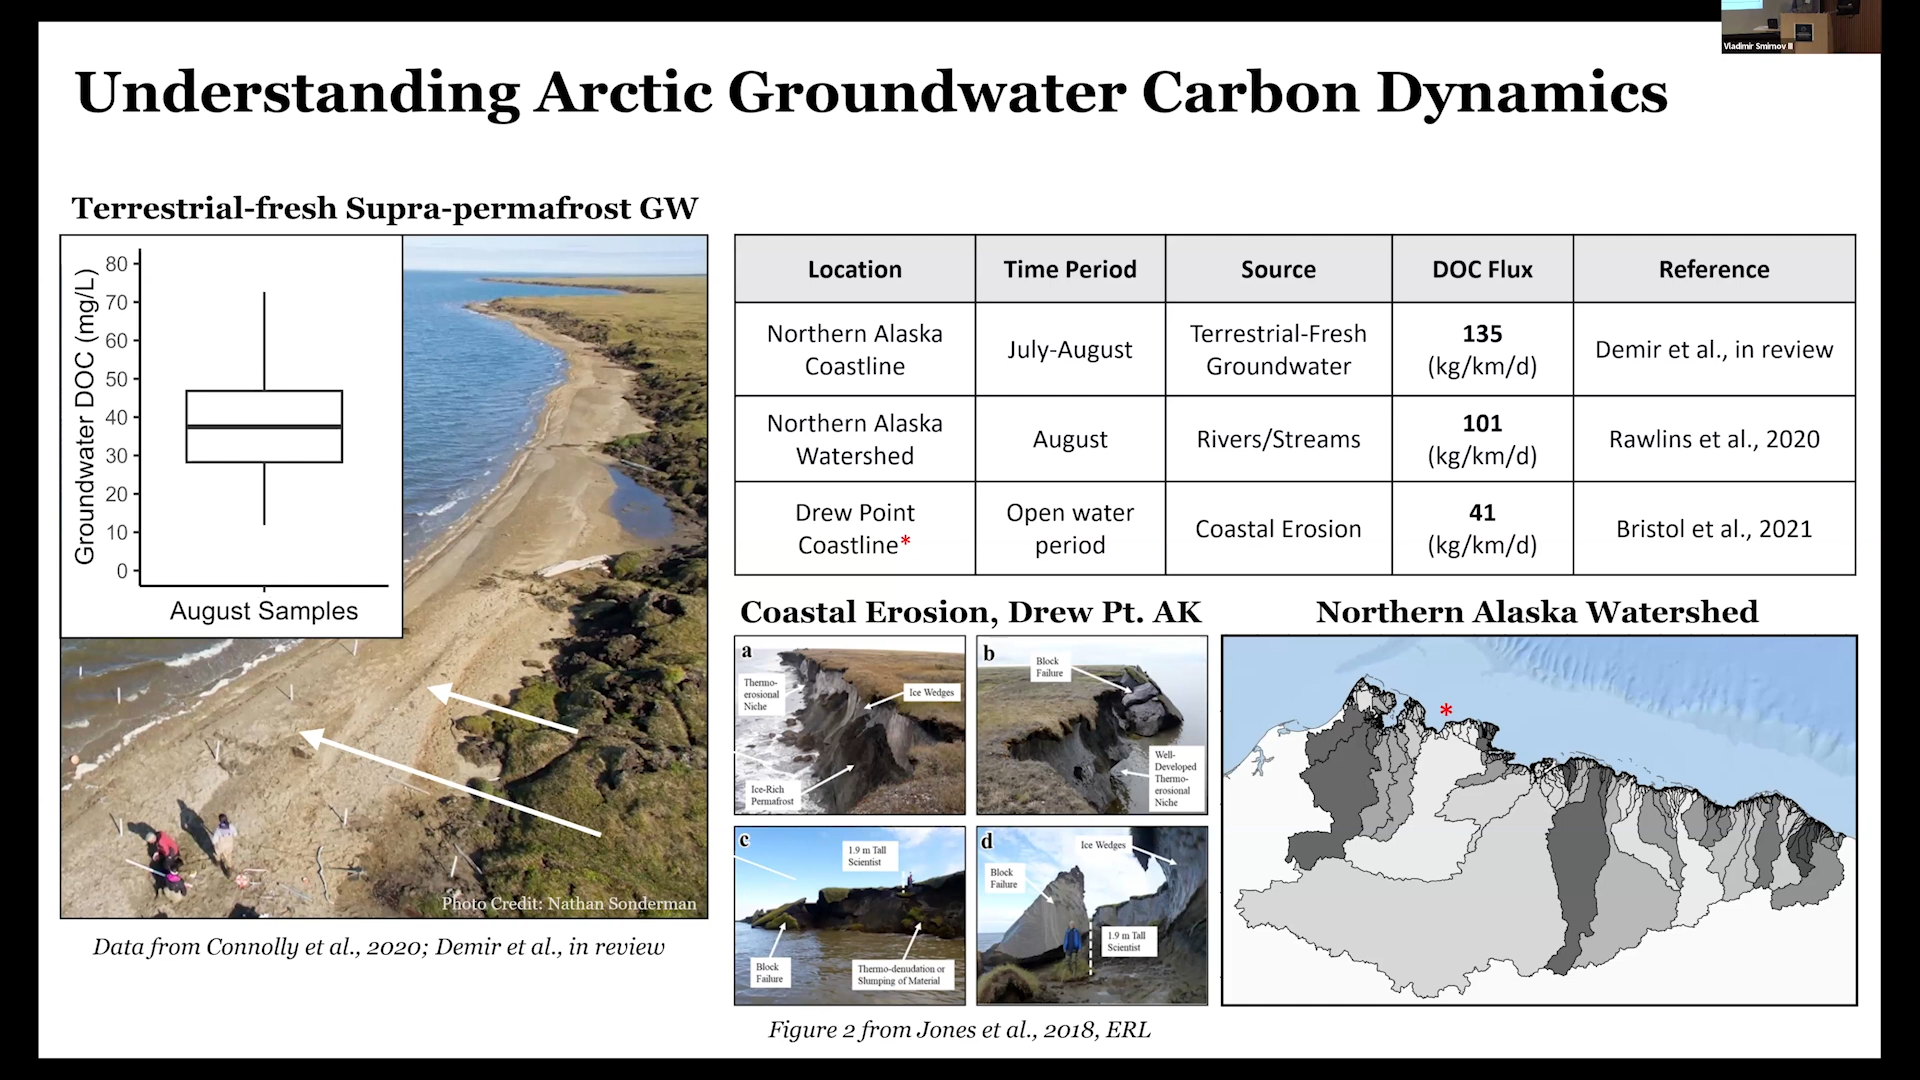 Vladimir Smirnov II
Understanding Arctic Groundwater Carbon Dynamics
Terrestrial-fresh Supra-permafrost GW
Groundwater DOC (mg/L)
80
70
60
50
40
30
20
10
0
August Samples
Photo Credit: Nathan Sonderman
Data from Connolly et al., 2020; Demir et al., in review
Location Time Period Source DOC Flux Reference
Northern Alaska
Coastline
July-August
Terrestrial-Fresh
Groundwater
135
(kg/km/d)
Demir et al., in review
Northern Alaska
Watershed
August
Rivers/Streams
101
(kg/km/d)
Rawlins et al., 2020
Drew Point
Coastline*
Open water
period
Coastal Erosion
41
(kg/km/d)
Bristol et al., 2021
Coastal Erosion, Drew Pt. AK
a
Thermo-
erosional
Niche
Ice Wedges
Ice-Rich
Permafrost
b
Block
Failure
Well-
Developed
Thermo-
erosional
Niche
c
1.9 m Tall
Scientist
Block
Failure
Thermo-denudation or
Slumping of Material
d
Ice Wedges
Block
Failure
1.9 m Tall
Scientist
Figure 2 from Jones et al., 2018, ERL
Northern Alaska Watershed
*